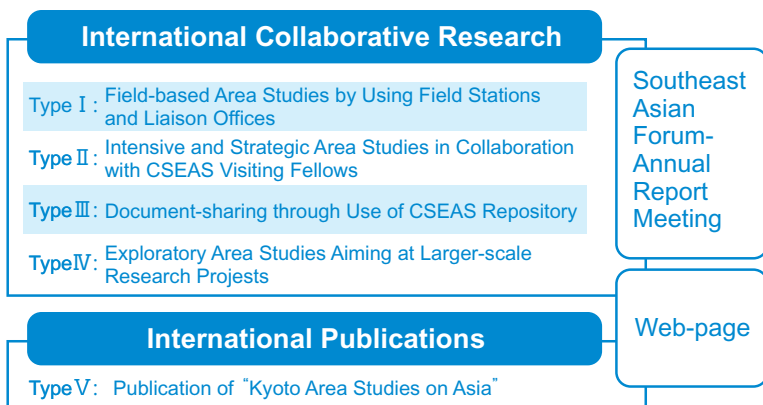 International Collaborative Research
Type Ⅰ : Field-based Area Studies by Using Field Stations
and Liaison Offices
Type Ⅱ : Intensive and Strategic Area Studies in Collaboration
with CSEAS Visiting Fellows
Type Ⅲ : Document-sharing through Use of CSEAS Repository
Type Ⅳ : Exploratory Area Studies Aiming at Larger-scale
Research Projests
Southeast
Asian
Forum-
Annual
Report
Meeting
Web-page
International Publications
Type Ⅴ : Publication of “Kyoto Area Studies on Asia”